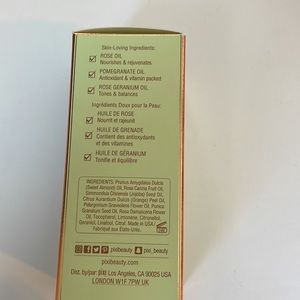 Skin-Loving Ingredients:
ROSE OIL
Nourishes & rejuvenates
POMEGRANATE OIL
Antioxidant & vitamin packed
ROSE GERANIUM OIL
Tones & balances
Ingrédients Doux pour la Peau:
HUILE DE ROSE
Nourrit et rajeunit
HUILE DE GRENADE
Contient des antioxydants
et des vitamines
HUILE DE GÉRANIUM
Tonifie et équilibre
INGREDIENTS: Prunus Amygdalus Dulcis
(Sweet Almond) Oil, Rosa Canina Fruit Oil,
Simmondsia Chinensis (Jojoba) Seed Oil,
Citrus Aurantium Dulcis (Orange) Peel Oil,
Pelargonium Graveolens Flower Oil, Punica
Granatum Seed Oil, Rosa Damascena Flower
Oil, Tocopherol, Limonene, Citronellol,
Geraniol, Linalool, Citral. Made in USA/
Fabriqué aux États-Unis.
pixibeauty pixi_beauty
pixibeauty.com
Dist. by/par: pixi Los Angeles, CA 90025 USA
LONDON W1F 7PW UK